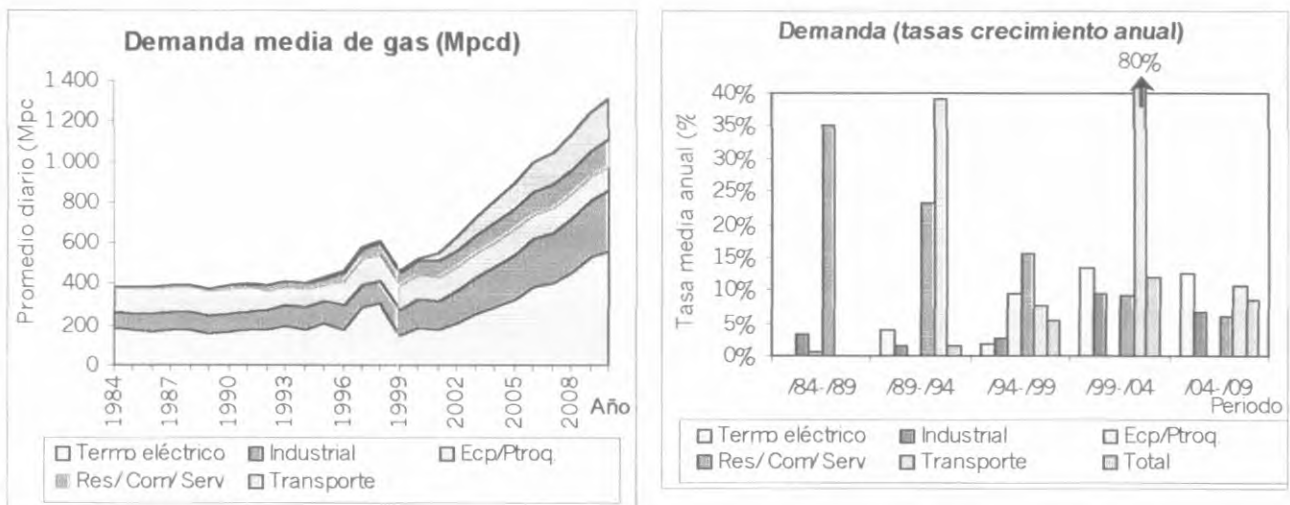 Demanda media de gas (Mpcd)
Promedio diario (Mpc
1 400
1 200
1 000
800
600
400
200
0
1984
1987
1990
1993
1996
1999
2002
2005
2008
Año
Termo eléctrico
Industrial
Ecp/Ptroq.
Res/Com/Serv
Transporte
Demanda (tasas crecimiento anual)
80%
Tasa media anual (%
40%
35%
30%
25%
20%
15%
10%
5%
0%
/84-/89
/89-/94
/94-/99
/99-/04
/04-/09
Periodo
Termo eléctrico
Industrial
Ecp/Ptroq.
Res/Com/Serv
Transporte
Total